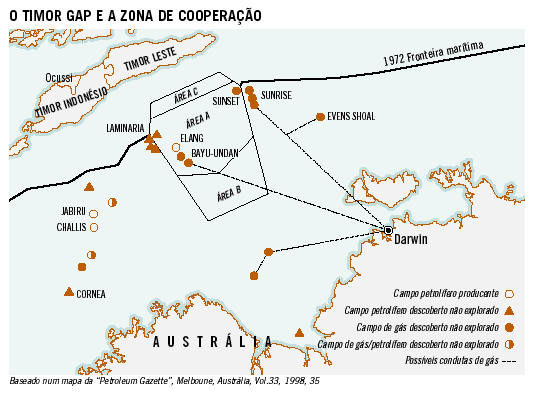 O TIMOR GAP E A ZONA DE COOPERAÇÃO
1972 Fronteira marítima
TIMOR LESTE
Ocussi
TIMOR INDONÉSIO
ÁREA C
SUNSET
SUNRISE
ÁREA A
EVENS SHOAL
LAMINARIA
ELANG
BAYU-UNDAN
ÁREA B
JABIRU
CHALLIS
Darwin
CORNEA
AUSTRÁLIA
Campo petrolífero producente
Campo petrolífero descoberto não explorado
Campo de gás descoberto não explorado
Campo de gás/petrolífero descoberto não explorado
Possíveis condutas de gás
Baseado num mapa da "Petroleum Gazette", Melboune, Austrália, Vol.33, 1998, 35